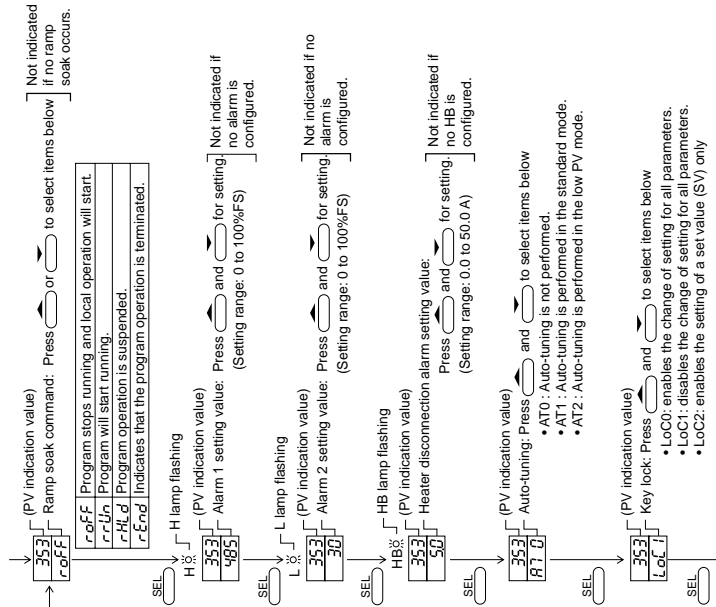 (PV indication value)
353
roFF
Ramp soak command: Press or to select items below
Not indicated
if no ramp
soak occurs.
roFF Program stops running and local operation will start.
rrUn Program will start running.
rHLd Program operation is suspended.
rEnd Indicates that the program operation is terminated.
SEL
H
H lamp flashing
(PV indication value)
353
485
Alarm 1 setting value: Press and for setting.
(Setting range: 0 to 100%FS)
Not indicated if
no alarm is
configured.
SEL
L
L lamp flashing
(PV indication value)
353
30
Alarm 2 setting value: Press and for setting.
(Setting range: 0 to 100%FS)
Not indicated if no
alarm is
configured.
SEL
HB
HB lamp flashing
(PV indication value)
353
5.0
Heater disconnection alarm setting value:
Press and for setting.
(Setting range: 0.0 to 50.0 A)
Not indicated if
no HB is
configured.
SEL
(PV indication value)
353
AT 0
Auto-tuning: Press and to select items below
• AT0 : Auto-tuning is not performed.
• AT1 : Auto-tuning is performed in the standard mode.
• AT2 : Auto-tuning is performed in the low PV mode.
SEL
(PV indication value)
353
LoC 1
Key lock: Press and to select items below
• LoC0: enables the change of setting for all parameters.
• LoC1: disables the change of setting for all parameters.
• LoC2: enables the setting of a set value (SV) only
SEL